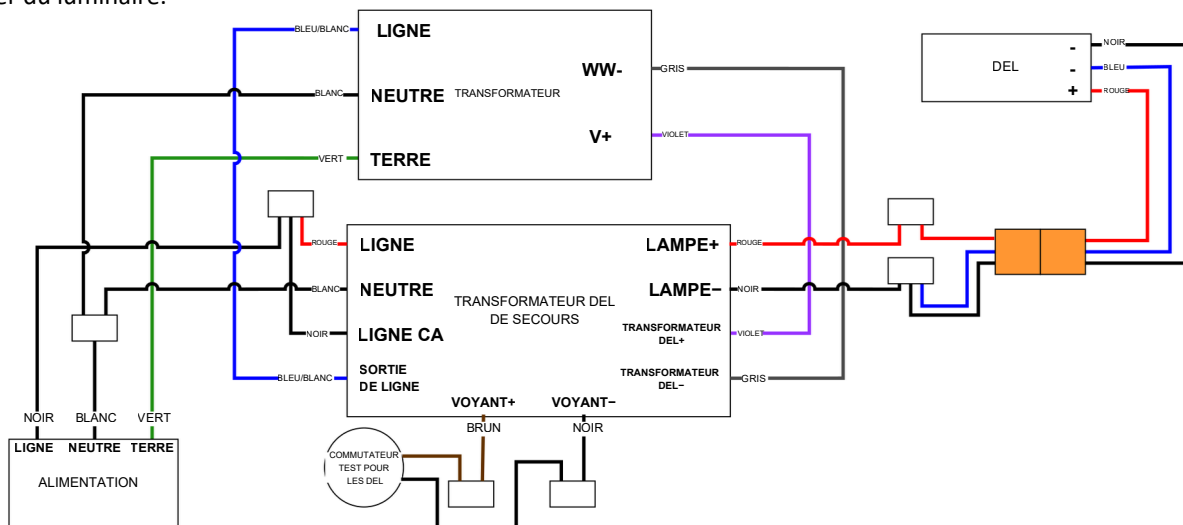 er du luminaire.
BLEU/BLANC
LIGNE
NOIR
WW-
GRIS
DEL
-
-
+
BLEU
ROUGE
BLANC
NEUTRE
TRANSFORMATEUR
V+
VIOLET
VERT
TERRE
ROUGE
LIGNE
LAMPE+
ROUGE
BLANC
NEUTRE
TRANSFORMATEUR DEL
DE SECOURS
LAMPE−
NOIR
NOIR
LIGNE CA
TRANSFORMATEUR
DEL+
VIOLET
BLEU/BLANC
SORTIE
DE LIGNE
TRANSFORMATEUR
DEL−
GRIS
VOYANT+
VOYANT−
BRUN
NOIR
NOIR
BLANC
VERT
LIGNE
NEUTRE
TERRE
ALIMENTATION
COMMUTATEUR
TEST POUR
LES DEL